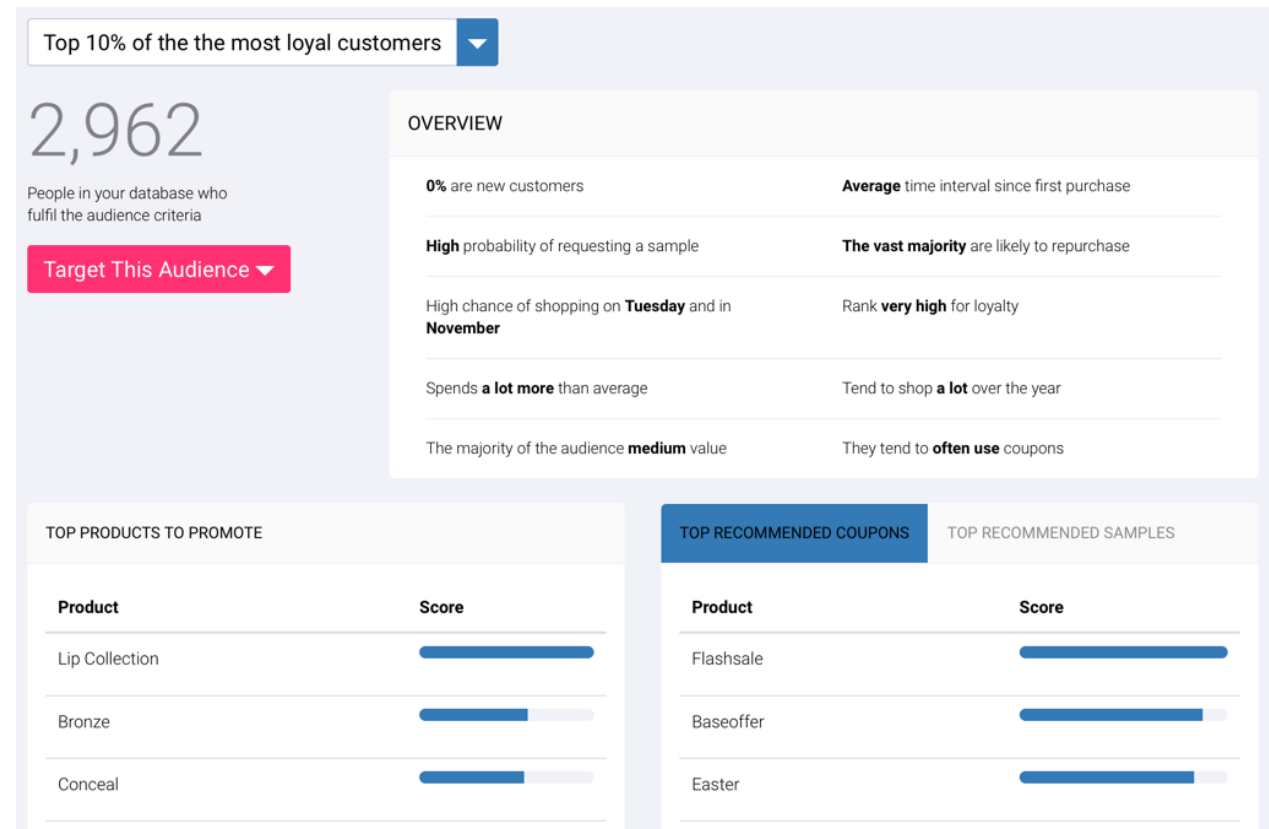 Top 10% of the the most loyal customers
2,962
People in your database who
fulfil the audience criteria
Target This Audience
OVERVIEW
0% are new customers
Average time interval since first purchase
High probability of requesting a sample
The vast majority are likely to repurchase
High chance of shopping on Tuesday and in
November
Rank very high for loyalty
Spends a lot more than average
Tend to shop a lot over the year
The majority of the audience medium value
They tend to often use coupons
TOP PRODUCTS TO PROMOTE
Product Score
Lip Collection
Bronze
Conceal
TOP RECOMMENDED COUPONS
TOP RECOMMENDED SAMPLES
Product Score
Flashsale
Baseoffer
Easter